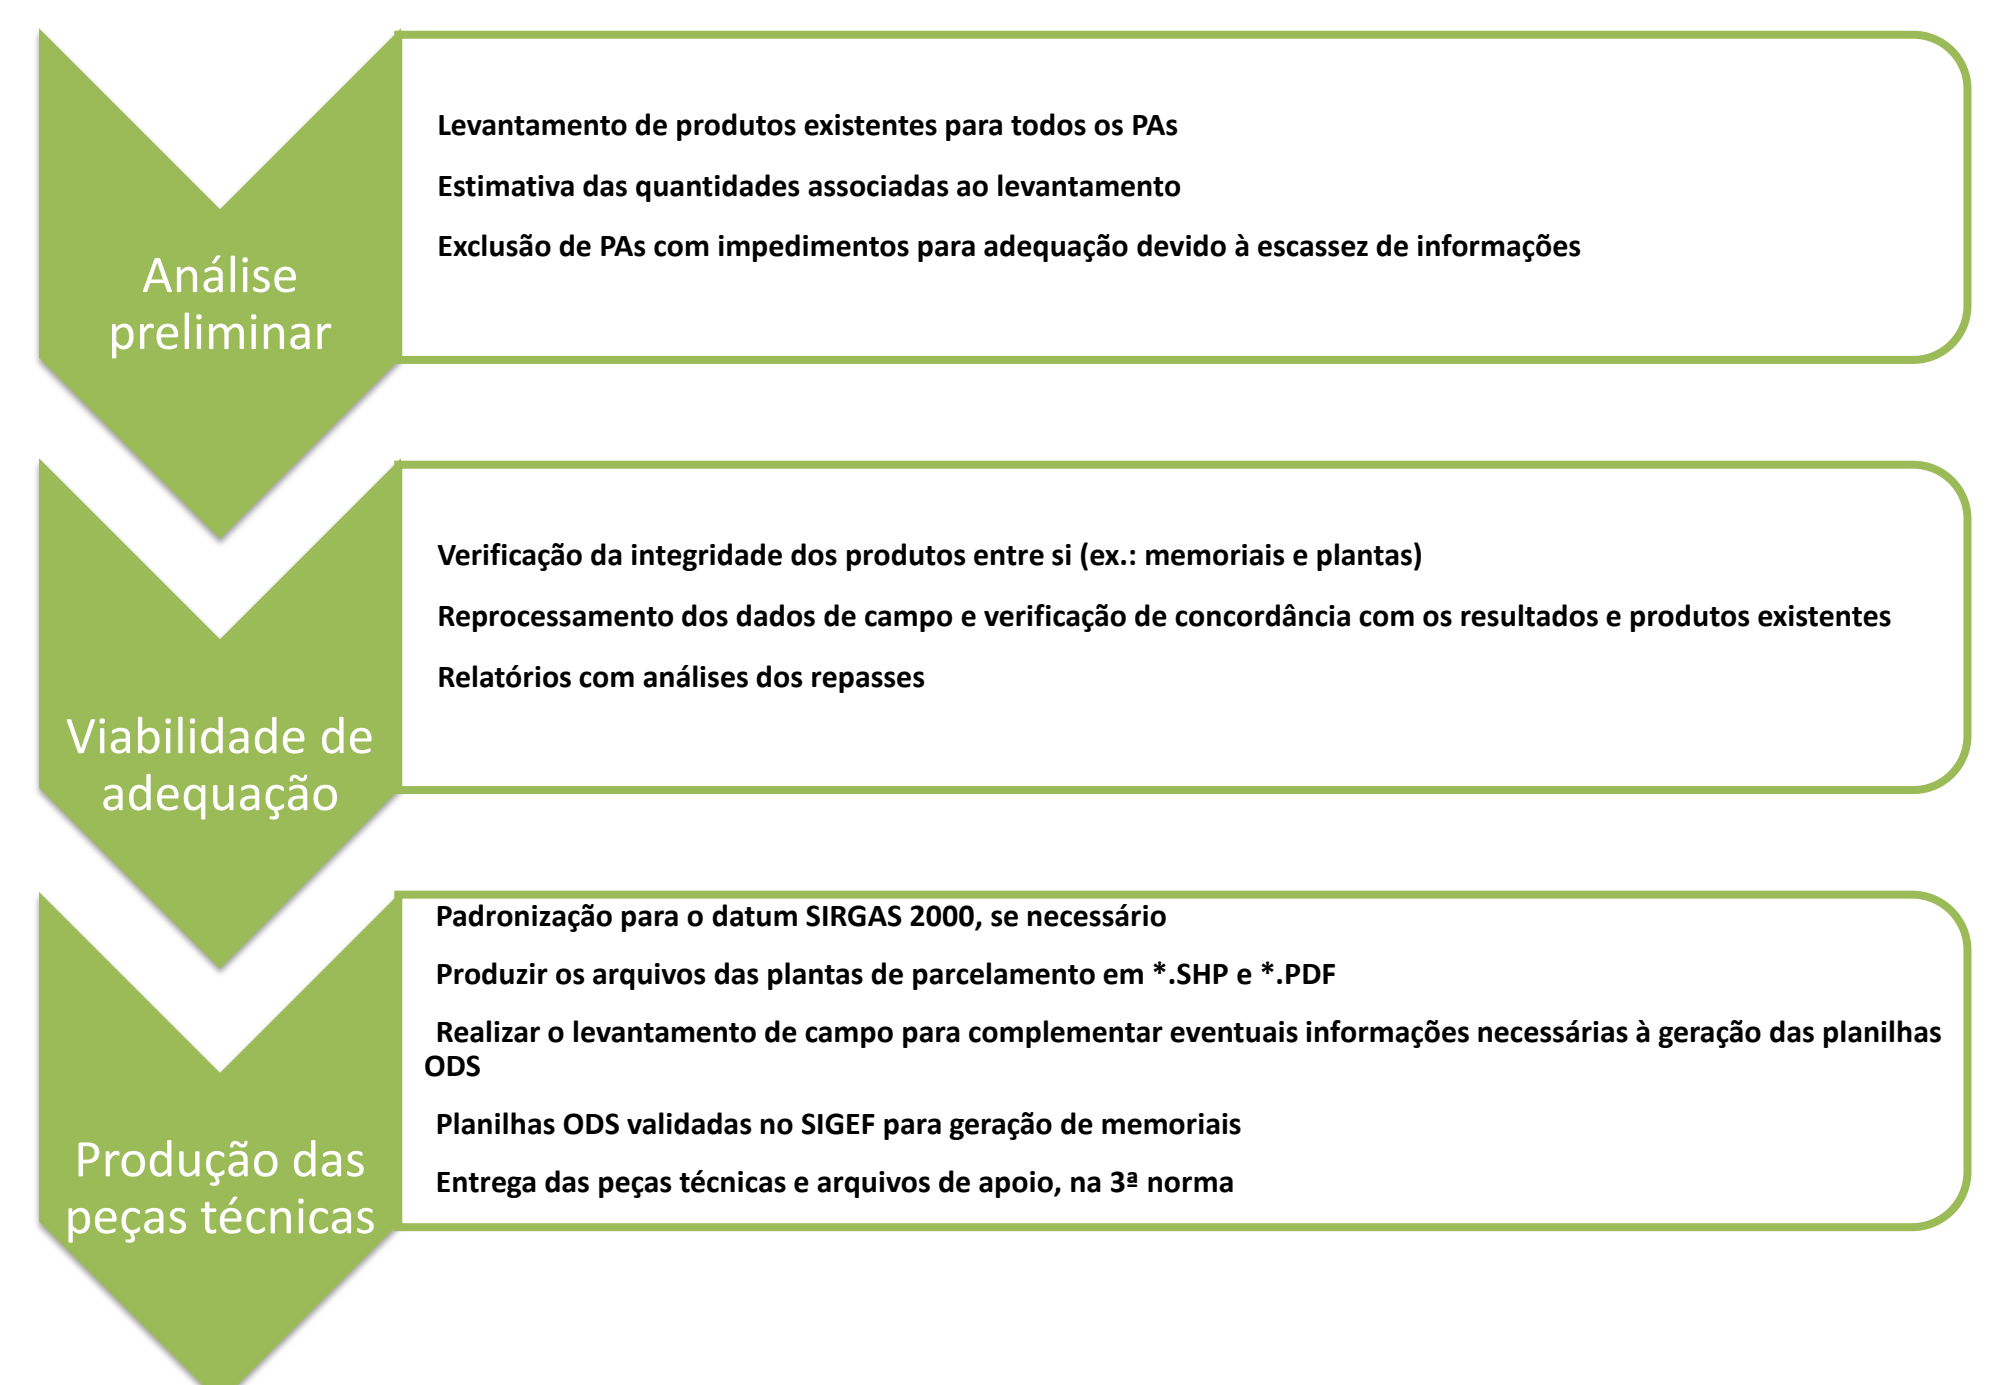 Análise
preliminar
Levantamento de produtos existentes para todos os PAs
Estimativa das quantidades associadas ao levantamento
Exclusão de PAs com impedimentos para adequação devido à escassez de informações
Viabilidade de
adequação
Verificação da integridade dos produtos entre si (ex.: memoriais e plantas)
Reprocessamento dos dados de campo e verificação de concordância com os resultados e produtos existentes
Relatórios com análises dos repasses
Produção das
peças técnicas
Padronização para o datum SIRGAS 2000, se necessário
Produzir os arquivos das plantas de parcelamento em *.SHP e *.PDF
Realizar o levantamento de campo para complementar eventuais informações necessárias à geração das planilhas
ODS
Planilhas ODS validadas no SIGEF para geração de memoriais
Entrega das peças técnicas e arquivos de apoio, na 3ª norma